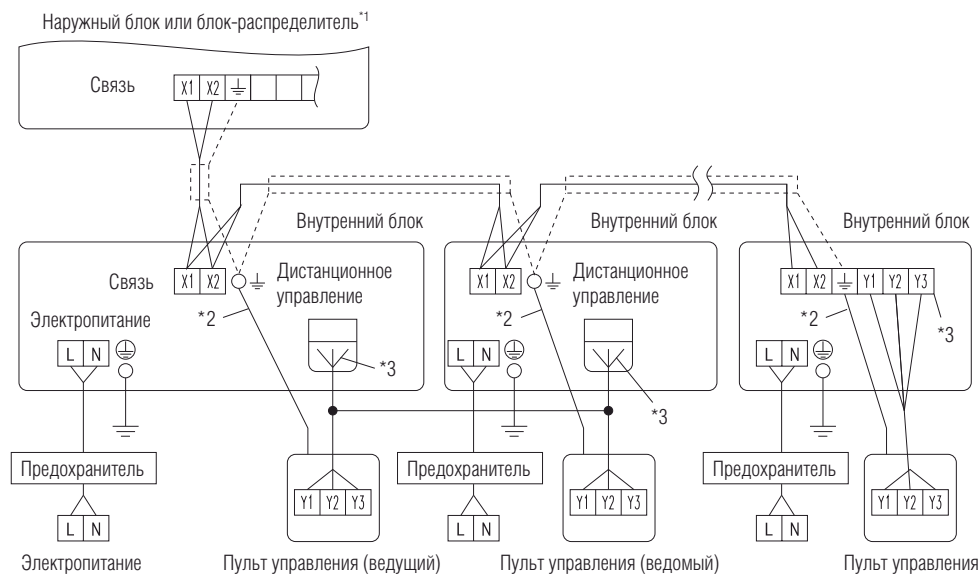 Наружный блок или блок-распределитель*1
Связь X1 X2
Внутренний блок Внутренний блок Внутренний блок
Связь X1 X2 Дистанционное управление X1 X2 Дистанционное управление X1 X2 Y1 Y2 Y3
*2 *2 *2 *3
Электропитание
L N *3 L N *3 L N
Предохранитель Предохранитель Предохранитель
Y1 Y2 Y3 Y1 Y2 Y3 Y1 Y2 Y3
L N L N L N
Электропитание Пульт управления (ведущий) Пульт управления (ведомый) Пульт управления